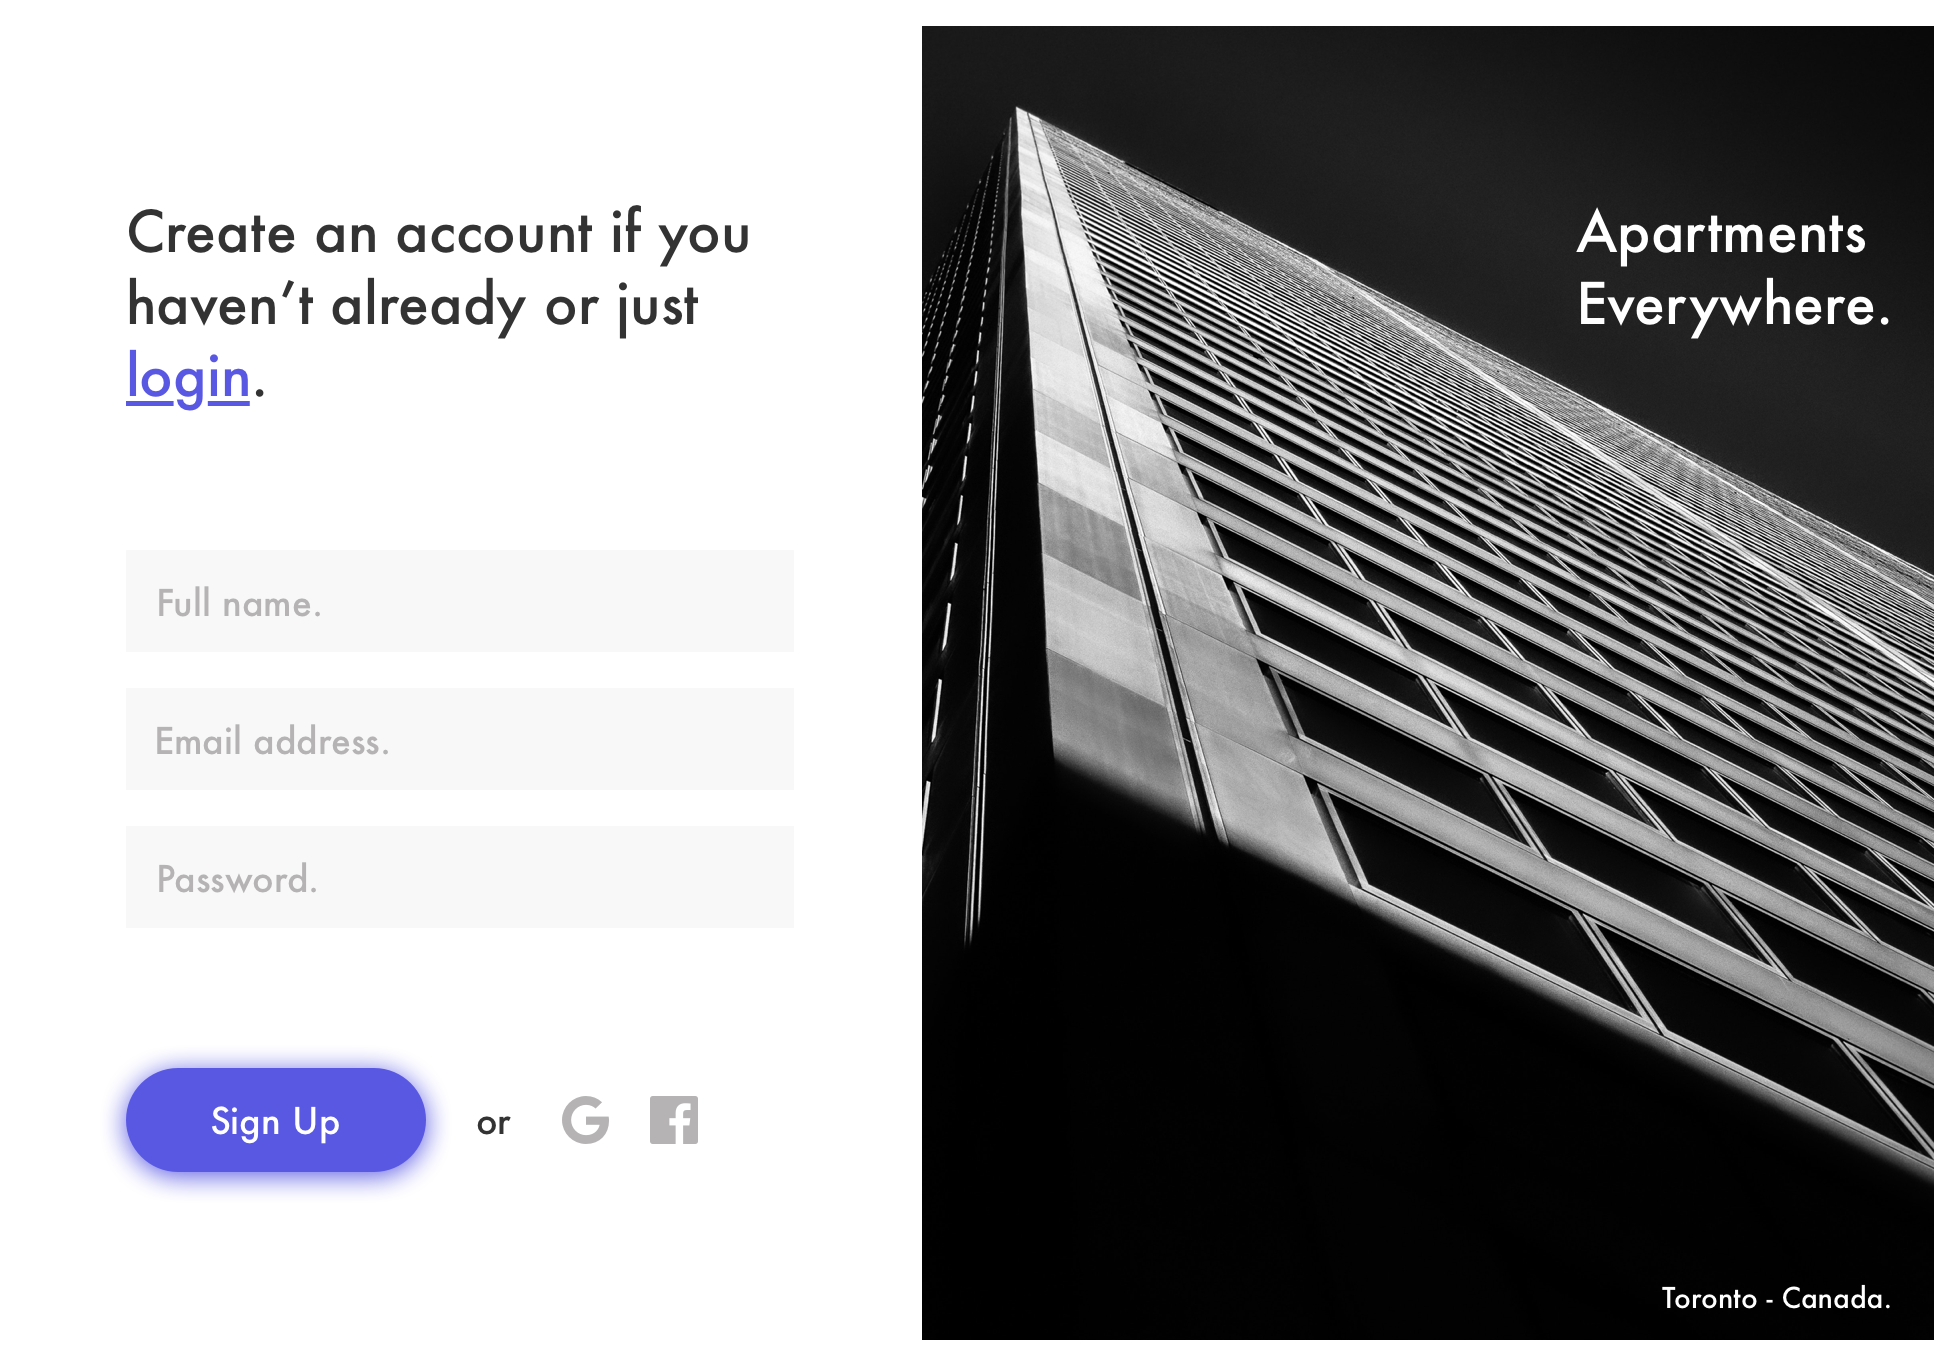 Create an account if you
haven’t already or just
login.
Full name.
Email address.
Password.
Sign Up
or
Apartments
Everywhere.
Toronto - Canada.